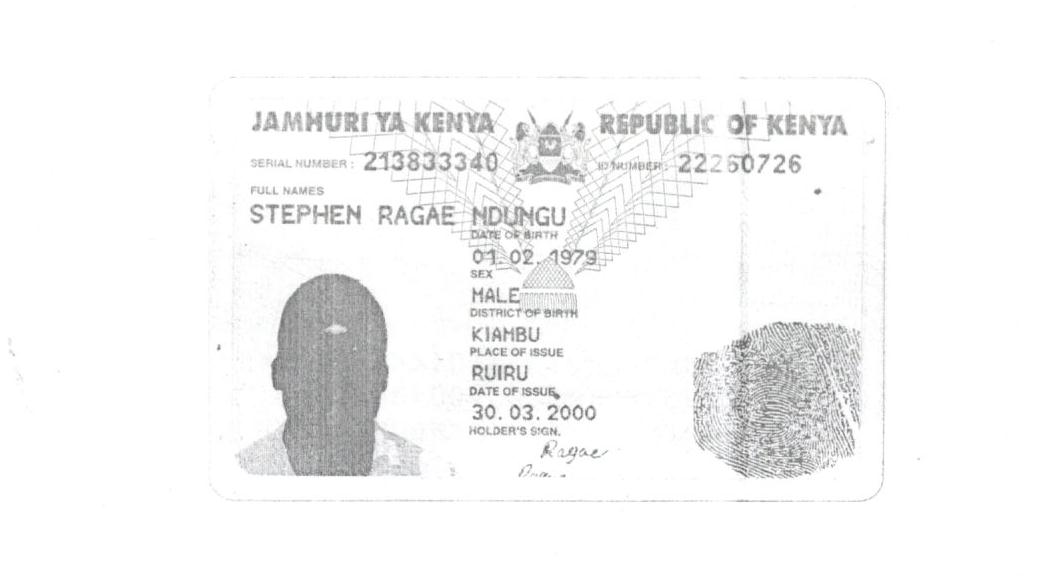 JAMHURI YA KENYA REPUBLIC OF KENYA
SERIAL NUMBER: 213833340 ID NUMBER: 22260726
FULL NAMES
STEPHEN RAGAE NDUNGU
DATE OF BIRTH
01. 02. 1979
SEX
MALE
DISTRICT OF BIRTH
KIAMBU
PLACE OF ISSUE
RUIRU
DATE OF ISSUE
30. 03. 2000
HOLDER'S SIGN.
Ragae